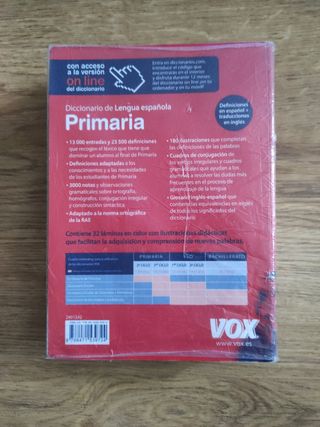 con acceso
a la versión
on line
del diccionario
Entra en diccionarios.com,
introduce el código que
encontrarás en el interior
y disfruta durante 12 meses
del diccionario on line ¡en tu
ordenador y en tu móvil!
Diccionario de Lengua española
Primaria
Definiciones
en español +
traducciones
en inglés
• 13 000 entradas y 23 500 definiciones
que recogen el léxico que tiene que
dominar un alumno al final de Primaria
• Definiciones adaptadas a los
conocimientos y a las necesidades
de los estudiantes de Primaria
• 3000 notas y observaciones
gramaticales sobre ortografía,
homógrafos, conjugación irregular
y construcción sintáctica
• Adaptado a la norma ortográfica
de la RAE
• 180 ilustraciones que completan
las definiciones de las palabras
• Cuadros de conjugación de
los verbos irregulares y cuadros
gramaticales que ayudan a los
alumnos a resolver las dudas más
frecuentes en el proceso de
aprendizaje de la lengua
• Glosario inglés-español que
contiene las equivalencias en inglés de
todos los significados del
diccionario
Contiene 32 láminas en color con ilustraciones didácticas
que facilitan la adquisición y comprensión de nuevas palabras.
PRIMARIA ESO BACHILLERATO
2401242
VOX
www.vox.es